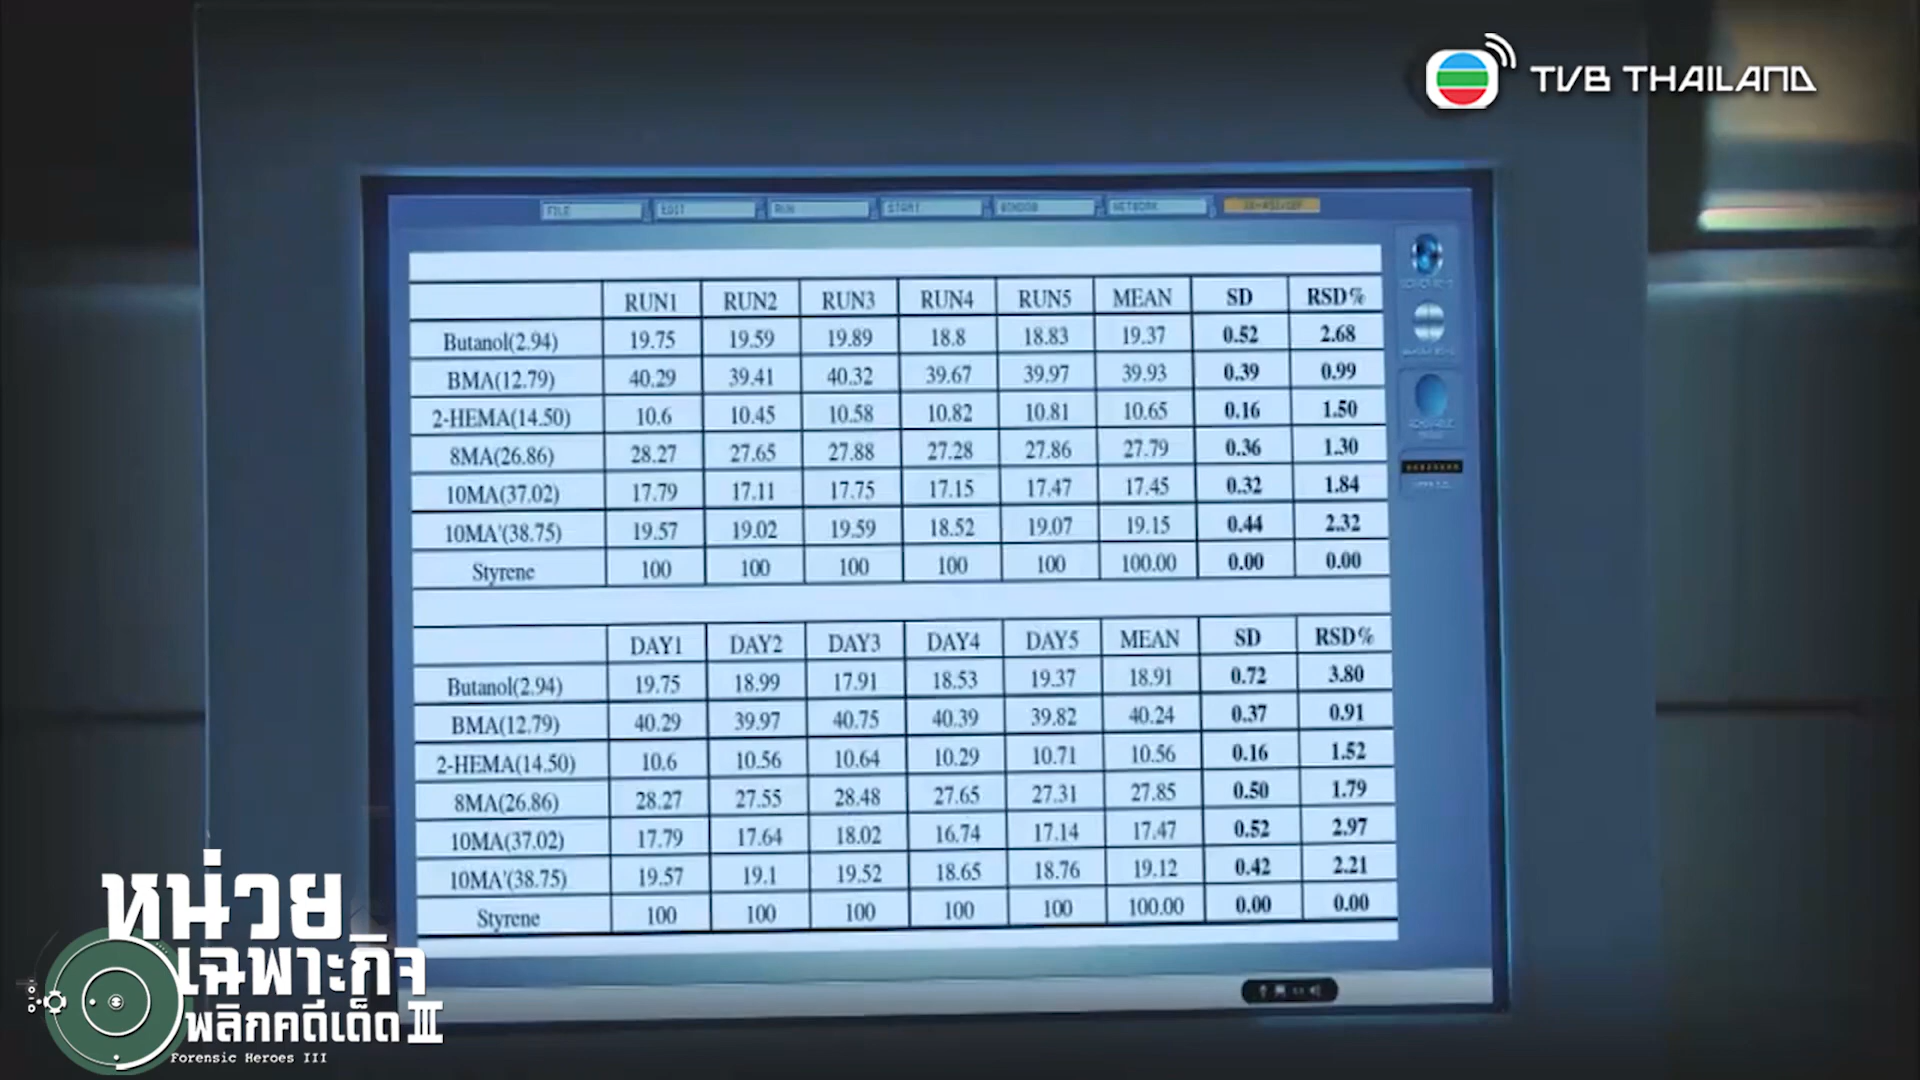 TVB THAILAND
FILE EDIT RUN START WINDOW NETWORK
RUN1 RUN2 RUN3 RUN4 RUN5 MEAN SD RSD%
Butanol(2.94) 19.75 19.59 19.89 18.8 18.83 19.37 0.52 2.68
BMA(12.79) 40.29 39.41 40.32 39.67 39.97 39.93 0.39 0.99
2-HEMA(14.50) 10.6 10.45 10.58 10.82 10.81 10.65 0.16 1.50
8MA(26.86) 28.27 27.65 27.88 27.28 27.86 27.79 0.36 1.30
10MA(37.02) 17.79 17.11 17.75 17.15 17.47 17.45 0.32 1.84
10MA'(38.75) 19.57 19.02 19.59 18.52 19.07 19.15 0.44 2.32
Styrene 100 100 100 100 100 100.00 0.00 0.00
DAY1 DAY2 DAY3 DAY4 DAY5 MEAN SD RSD%
Butanol(2.94) 19.75 18.99 17.91 18.53 19.37 18.91 0.72 3.80
BMA(12.79) 40.29 39.97 40.75 40.39 39.82 40.24 0.37 0.91
2-HEMA(14.50) 10.6 10.56 10.64 10.29 10.71 10.56 0.16 1.52
8MA(26.86) 28.27 27.55 28.48 27.65 27.31 27.85 0.50 1.79
10MA(37.02) 17.79 17.64 18.02 16.74 17.14 17.47 0.52 2.97
10MA'(38.75) 19.57 19.1 19.52 18.65 18.76 19.12 0.42 2.21
Styrene 100 100 100 100 100 100.00 0.00 0.00
หน่วย
เฉพาะกิจ
พลิกคดีเด็ด III
Forensic Heroes III